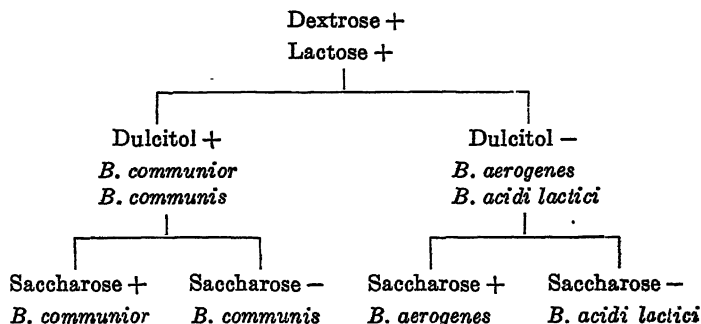 Dextrose +
Lactose +
Dulcitol + Dulcitol –
B. communior B. aerogenes
B. communis B. acidi lactici
Saccharose + Saccharose – Saccharose + Saccharose –
B. communior B. communis B. aerogenes B. acidi lactici